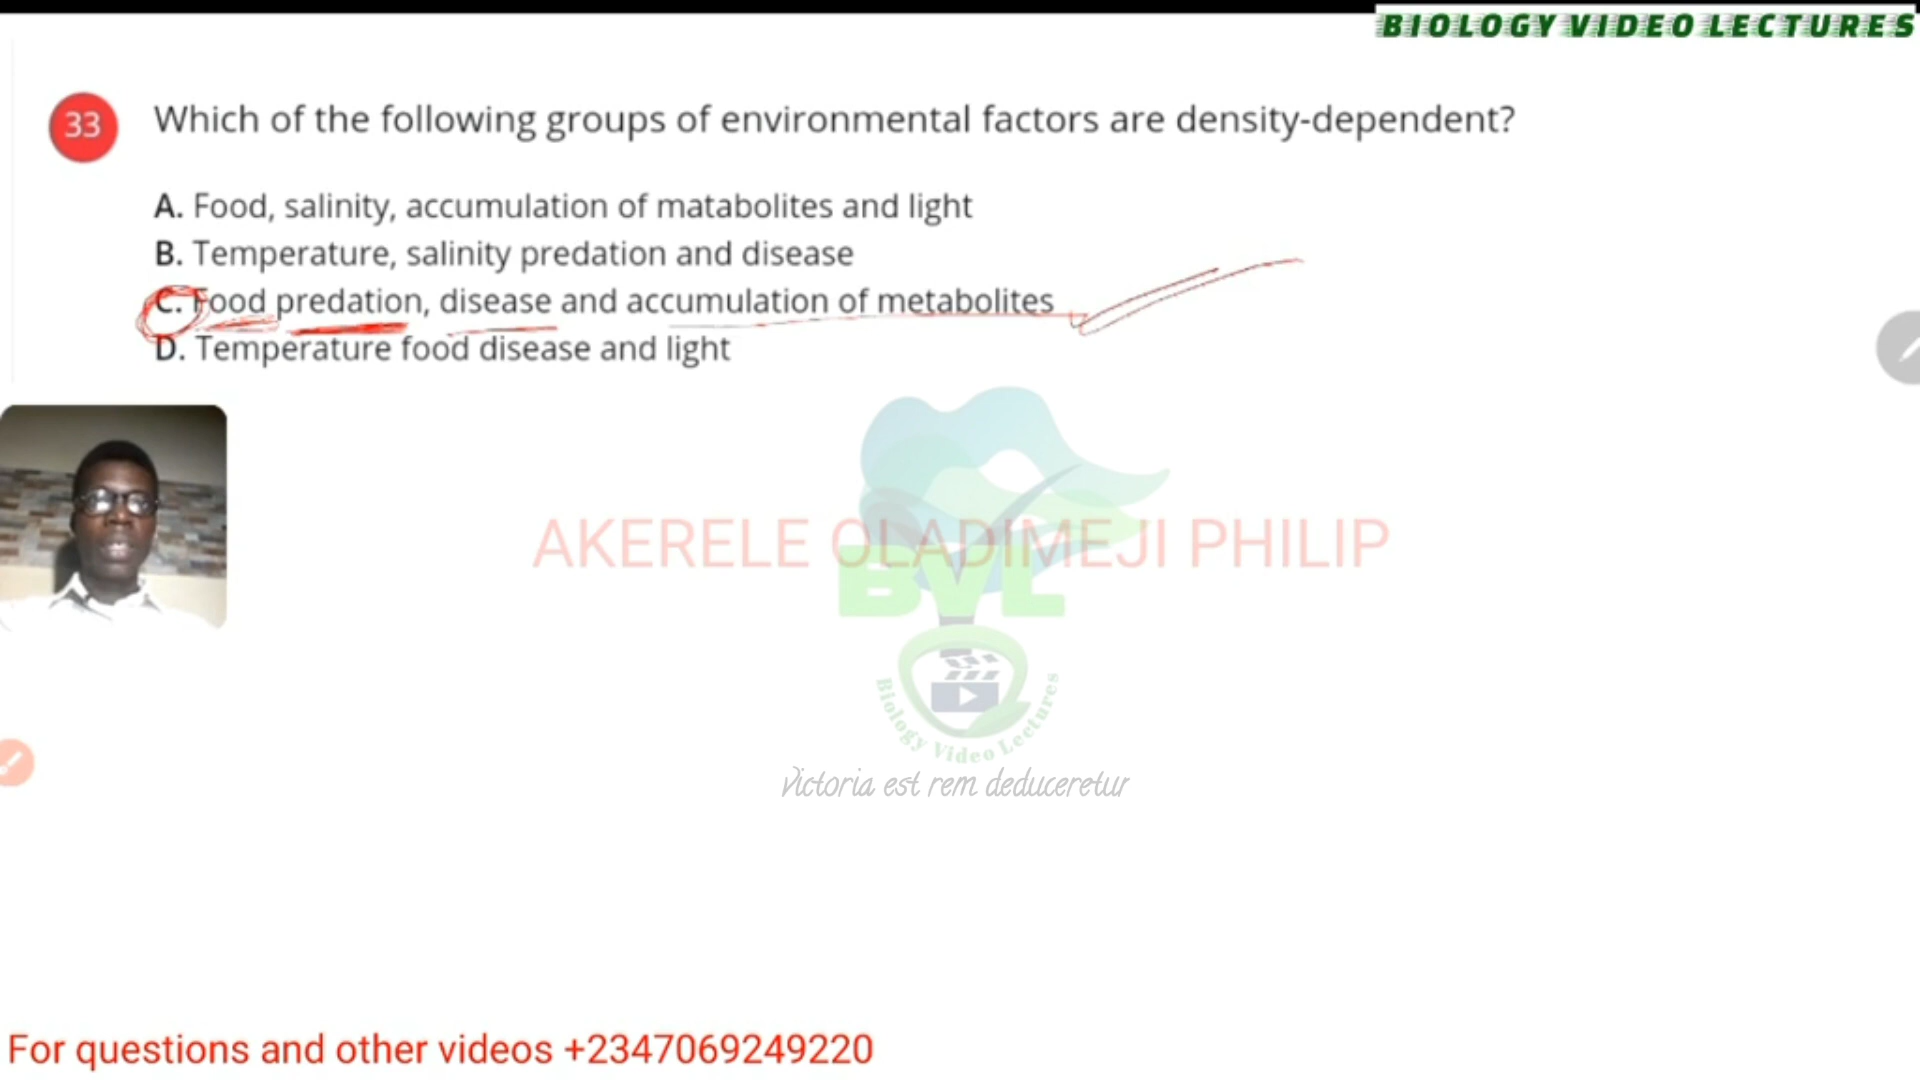 BIOLOGY VIDEO LECTURES
33 Which of the following groups of environmental factors are density-dependent?
A. Food, salinity, accumulation of matabolites and light
B. Temperature, salinity predation and disease
C. Food predation, disease and accumulation of metabolites
D. Temperature food disease and light
AKERELE OLADIMEJI PHILIP
BVL
Biology Video Lectures
Victoria est rem deduceretur
For questions and other videos +2347069249220